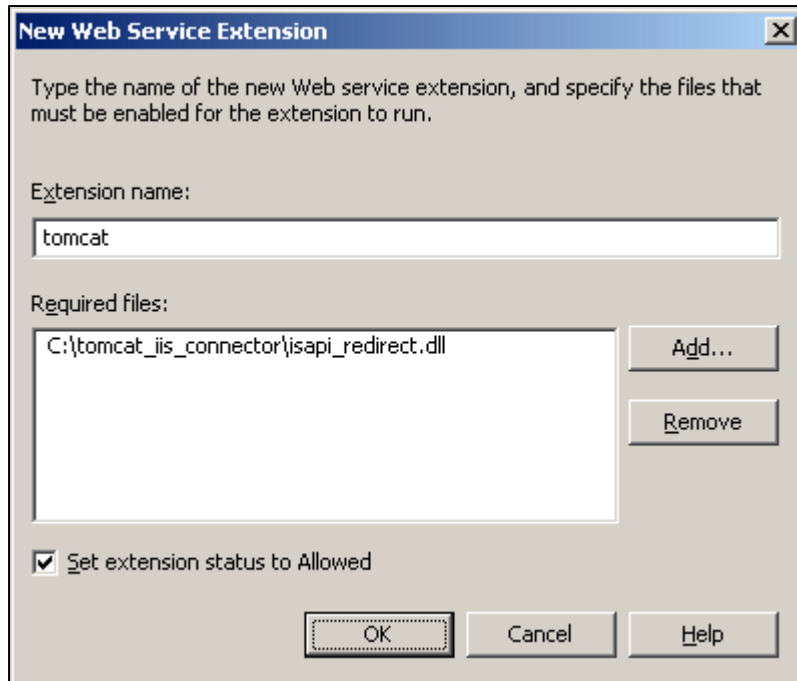 New Web Service Extension
Type the name of the new Web service extension, and specify the files that
must be enabled for the extension to run.
Extension name:
tomcat
Required files:
C:\tomcat_iis_connector\isapi_redirect.dll
Add...
Remove
Set extension status to Allowed
OK
Cancel
Help